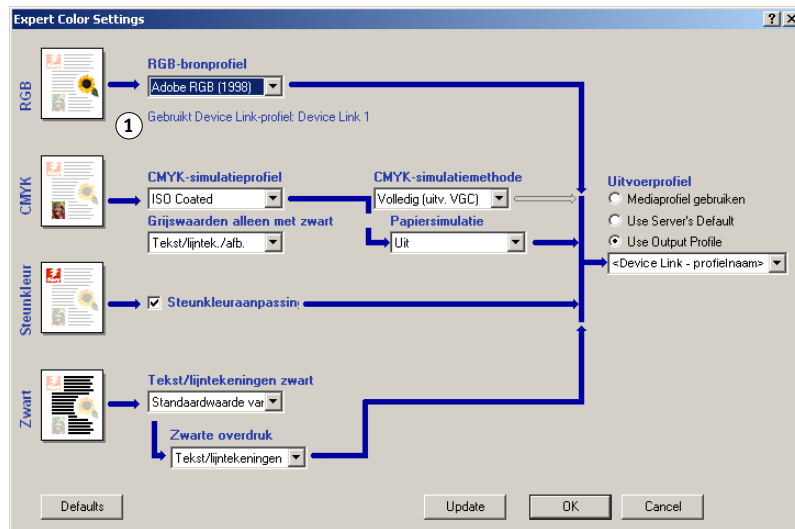 Expert Color Settings
RGB
RGB-bronprofiel
Adobe RGB (1998)
1
Gebruikt Device Link-profiel: Device Link 1
CMYK
CMYK-simulatieprofiel
ISO Coated
CMYK-simulatiemethode
Volledig (uitv. VGC)
Grijswaarden alleen met zwart
Tekst/lijntek./afb.
Papiersimulatie
Uit
Uitvoerprofiel
Mediaprofiel gebruiken
Use Server's Default
Use Output Profile
<Device Link - profielnaam>
Steunkleur
Steunkleuraanpassin
Zwart
Tekst/lijntekeningen zwart
Standaardwaarde var
Zwarte overdruk
Tekst/lijntekeningen
Defaults
Update
OK
Cancel